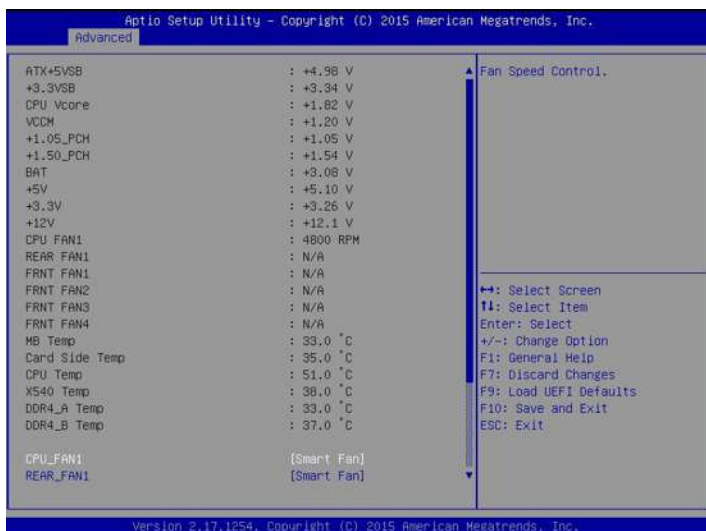 Aptio Setup Utility – Copyright (C) 2015 American Megatrends, Inc.
Advanced
ATX+5VSB : +4.98 V
+3.3VSB : +3.34 V
CPU Vcore : +1.82 V
VCCM : +1.20 V
+1.05_PCH : +1.05 V
+1.50_PCH : +1.54 V
BAT : +3.08 V
+5V : +5.10 V
+3.3V : +3.26 V
+12V : +12.1 V
CPU FAN1 : 4800 RPM
REAR FAN1 : N/A
FRNT FAN1 : N/A
FRNT FAN2 : N/A
FRNT FAN3 : N/A
FRNT FAN4 : N/A
MB Temp : 33.0 °C
Card Side Temp : 35.0 °C
CPU Temp : 51.0 °C
X540 Temp : 38.0 °C
DDR4_A Temp : 33.0 °C
DDR4_B Temp : 37.0 °C
CPU_FAN1 [Smart Fan]
REAR_FAN1 [Smart Fan]
Fan Speed Control.
↔: Select Screen
↑↓: Select Item
Enter: Select
+/-: Change Option
F1: General Help
F7: Discard Changes
F9: Load UEFI Defaults
F10: Save and Exit
ESC: Exit
Version 2.17.1254. Copyright (C) 2015 American Megatrends, Inc.